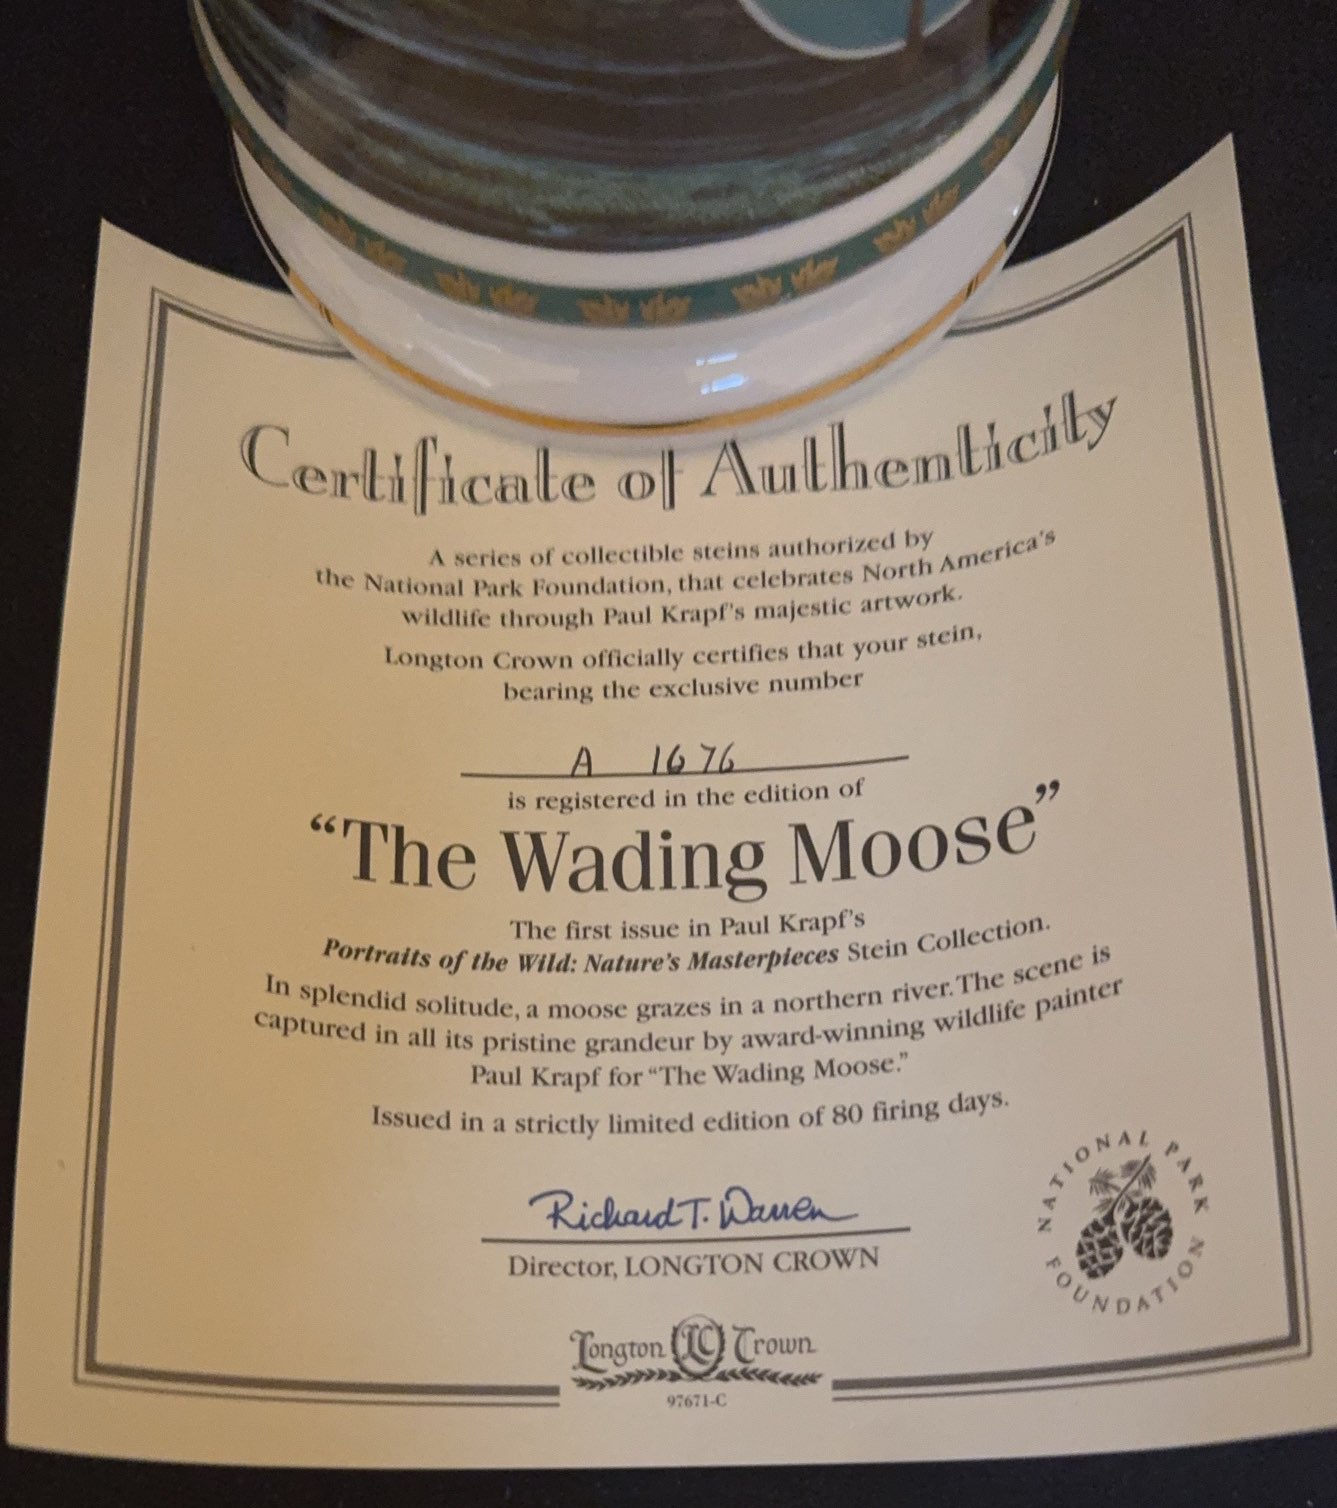 Certificate of Authenticity
A series of collectible steins authorized by
the National Park Foundation, that celebrates North America's
wildlife through Paul Krapf's majestic artwork.
Longton Crown officially certifies that your stein,
bearing the exclusive number
A 1676
is registered in the edition of
“The Wading Moose”
The first issue in Paul Krapf's
Portraits of the Wild: Nature's Masterpieces Stein Collection.
In splendid solitude, a moose grazes in a northern river. The scene is
captured in all its pristine grandeur by award-winning wildlife painter
Paul Krapf for “The Wading Moose.”
Issued in a strictly limited edition of 80 firing days.
Richard T. Warren
Director, LONGTON CROWN
NATIONAL PARK
FOUNDATION
Longton LC Crown
97671-C